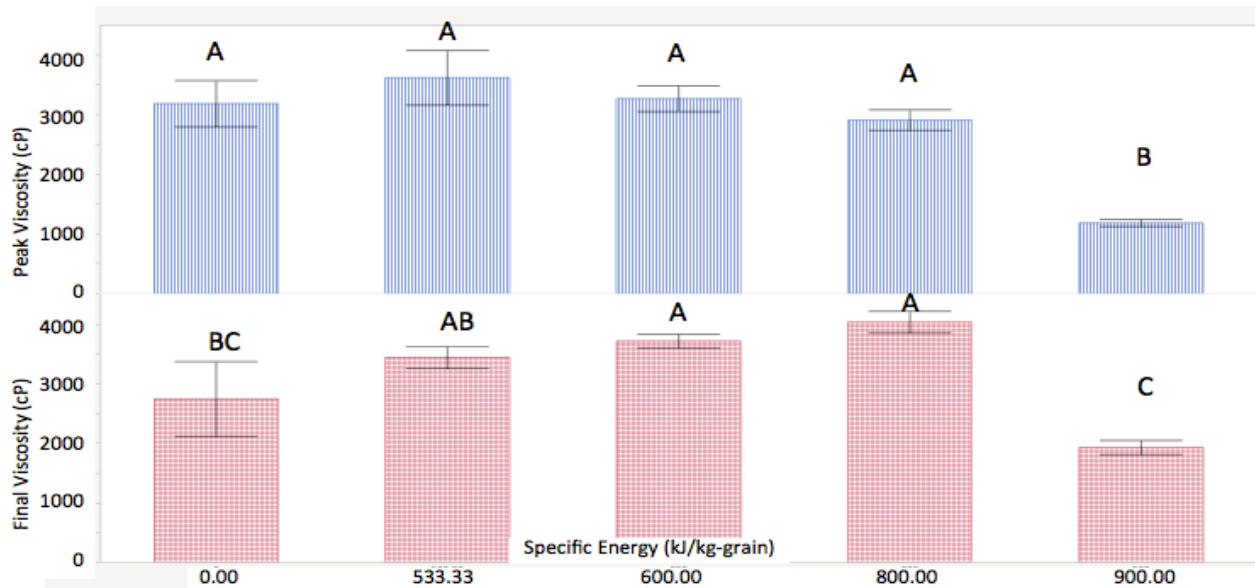 A
A
A
A
B
4000
3000
2000
1000
0
Peak Viscosity (cP)
BC
AB
A
A
C
4000
3000
2000
1000
0
Final Viscosity (cP)
Specific Energy (kJ/kg-grain)
0.00 533.33 600.00 800.00 900.00